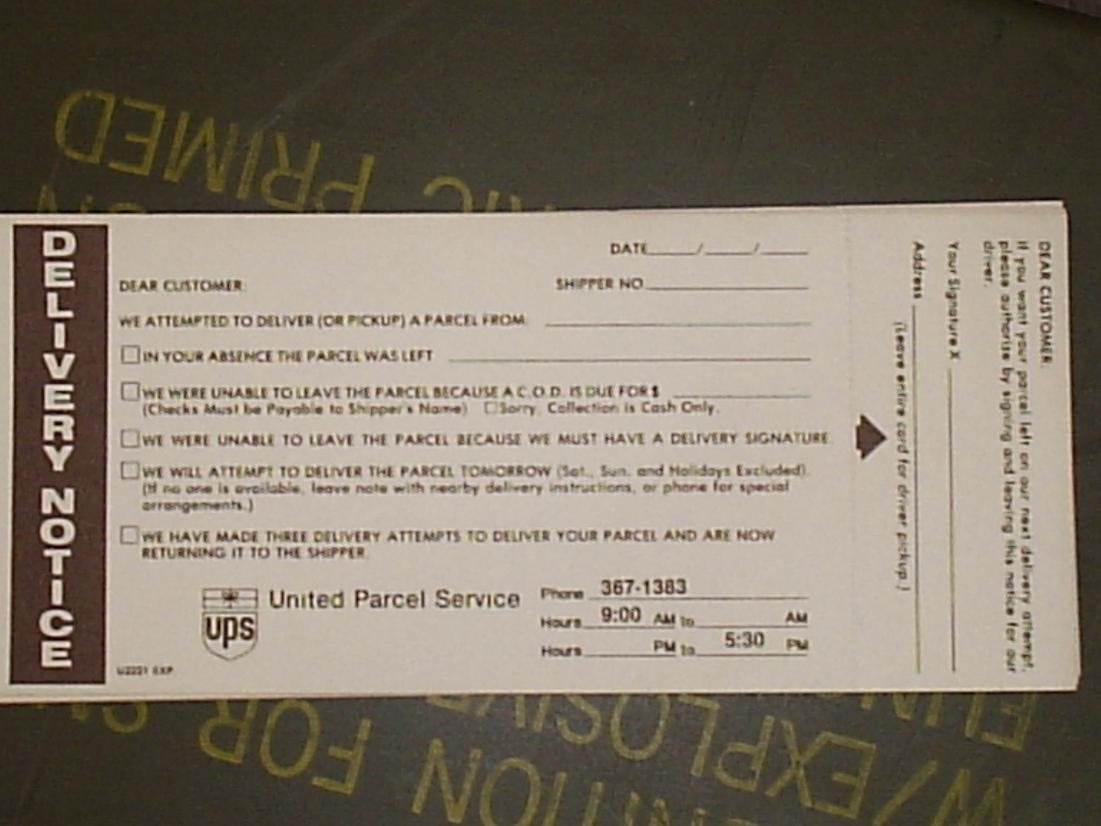 DELIVERY NOTICE
DATE____/____/____
DEAR CUSTOMER:
SHIPPER NO.
WE ATTEMPTED TO DELIVER (OR PICKUP) A PARCEL FROM
IN YOUR ABSENCE THE PARCEL WAS LEFT
WE WERE UNABLE TO LEAVE THE PARCEL BECAUSE A C.O.D. IS DUE FOR $
(Checks Must be Payable to Shipper's Name) Sorry, Collection is Cash Only.
WE WERE UNABLE TO LEAVE THE PARCEL BECAUSE WE MUST HAVE A DELIVERY SIGNATURE.
WE WILL ATTEMPT TO DELIVER THE PARCEL TOMORROW (Sat., Sun. and Holidays Excluded).
(If no one is available, leave note with nearby delivery instructions, or phone for special
arrangements.)
WE HAVE MADE THREE DELIVERY ATTEMPTS TO DELIVER YOUR PARCEL AND ARE NOW
RETURNING IT TO THE SHIPPER.
ups
United Parcel Service
Phone 367-1383
Hours 9:00 AM to AM
Hours PM to 5:30 PM
U2221 EXP
DEAR CUSTOMER:
If you want your parcel left on our next delivery attempt,
please authorize by signing and leaving this notice for our
driver.
Your Signature X
Address
(Leave entire card for driver pickup.)
PRIMED
W/EXPLOSIVE
FOR